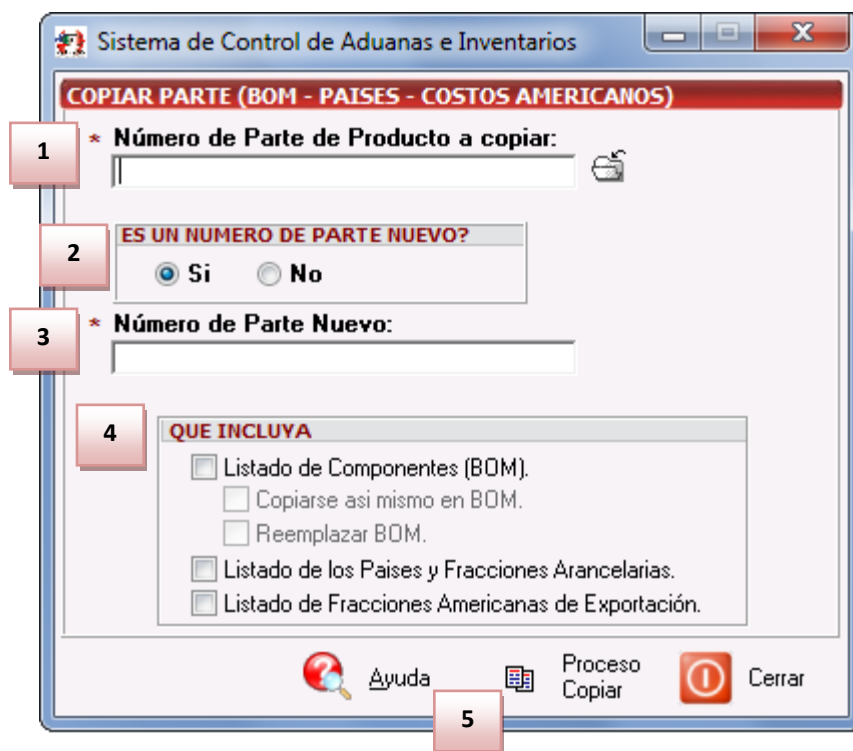 Sistema de Control de Aduanas e Inventarios
COPIAR PARTE (BOM - PAISES - COSTOS AMERICANOS)
1
* Número de Parte de Producto a copiar:
2
ES UN NUMERO DE PARTE NUEVO?
Si No
3
* Número de Parte Nuevo:
4
QUE INCLUYA
Listado de Componentes (BOM).
Copiarse asi mismo en BOM.
Reemplazar BOM.
Listado de los Paises y Fracciones Arancelarias.
Listado de Fracciones Americanas de Exportación.
Ayuda
Proceso
Copiar
Cerrar
5